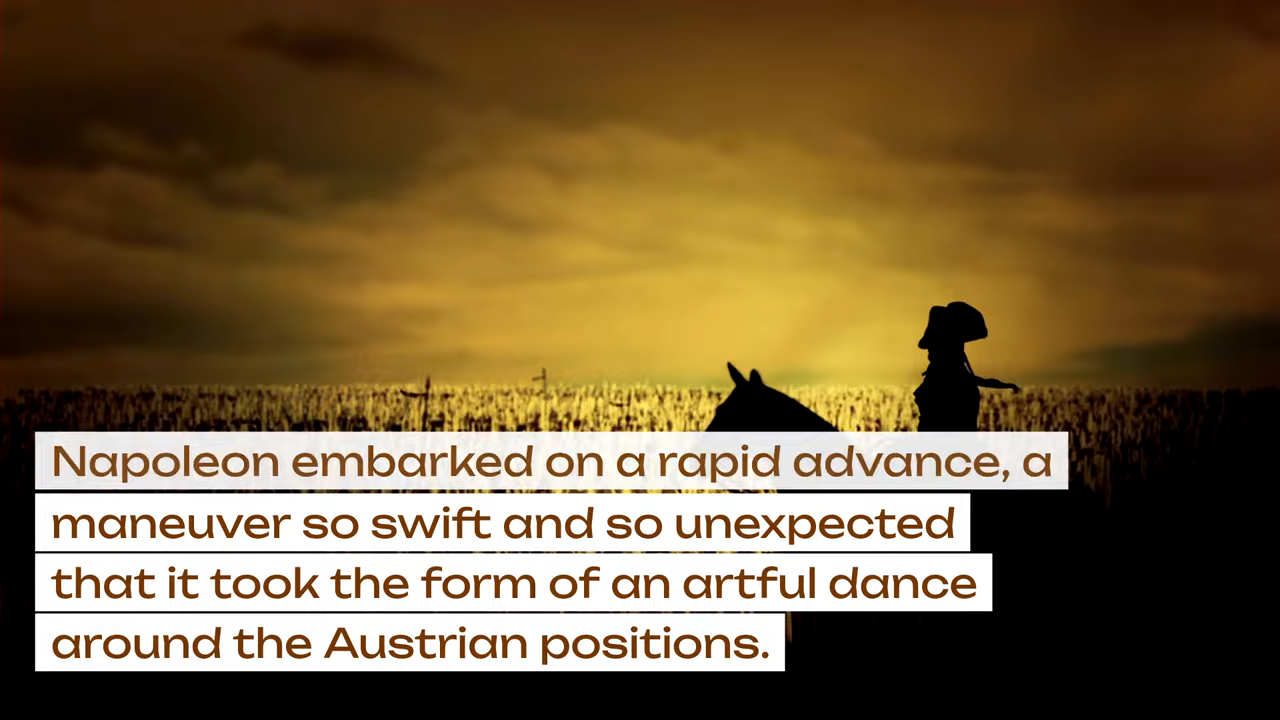 Napoleon embarked on a rapid advance, a
maneuver so swift and so unexpected
that it took the form of an artful dance
around the Austrian positions.